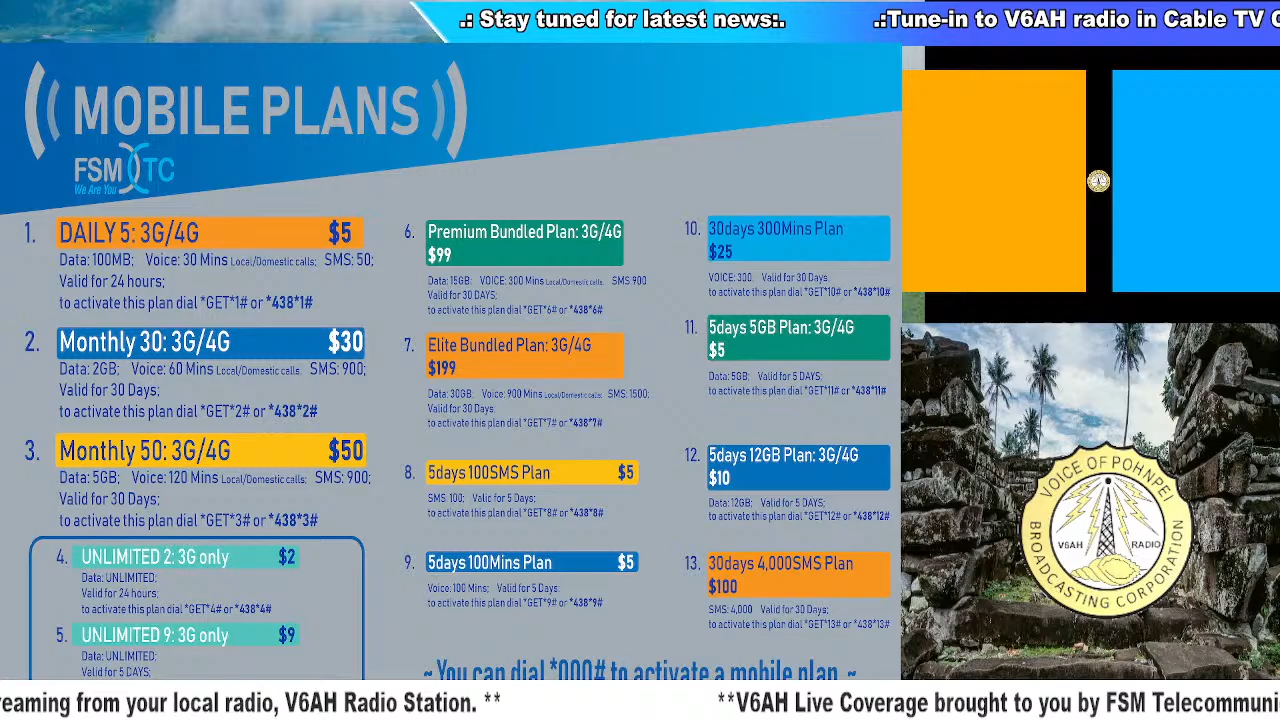 .: Stay tuned for latest news:.
.:Tune-in to V6AH radio in Cable TV C
MOBILE PLANS
FSM TC
We Are You
1. DAILY 5: 3G/4G $5
Data: 100MB; Voice: 30 Mins Local/Domestic calls; SMS: 50;
Valid for 24 hours;
to activate this plan dial *GET*1# or *438*1#
2. Monthly 30: 3G/4G $30
Data: 2GB; Voice: 60 Mins Local/Domestic calls. SMS: 900;
Valid for 30 Days;
to activate this plan dial *GET*2# or *438*2#
3. Monthly 50: 3G/4G $50
Data: 5GB; Voice: 120 Mins Local/Domestic calls; SMS: 900;
Valid for 30 Days;
to activate this plan dial *GET*3# or *438*3#
4. UNLIMITED 2: 3G only $2
Data: UNLIMITED;
Valid for 24 hours;
to activate this plan dial *GET*4# or *438*4#
5. UNLIMITED 9: 3G only $9
Data: UNLIMITED;
Valid for 5 DAYS;
6. Premium Bundled Plan: 3G/4G
$99
Data: 15GB; VOICE: 300 Mins Local/Domestic calls. SMS 900
Valid for 30 DAYS;
to activate this plan dial *GET*6# or *438*6#
7. Elite Bundled Plan: 3G/4G
$199
Data: 30GB; Voice: 900 Mins Local/Domestic calls. SMS: 1500;
Valid for 30 Days;
to activate this plan dial *GET*7# or *438*7#
8. 5days 100SMS Plan $5
SMS 100; Valid for 5 Days;
to activate this plan dial *GET*8# or *438*8#
9. 5days 100Mins Plan $5
Voice: 100 Mins; Valid for 5 Days;
to activate this plan dial *GET*9# or *438*9#
10. 30days 300Mins Plan
$25
VOICE: 300 Valid for 30 Days;
to activate this plan dial *GET*10# or *438*10#
11. 5days 5GB Plan: 3G/4G
$5
Data: 5GB; Valid for 5 DAYS;
to activate this plan dial *GET*11# or *438*11#
12. 5days 12GB Plan: 3G/4G
$10
Data: 12GB; Valid for 5 DAYS;
to activate this plan dial *GET*12# or *438*12#
13. 30days 4,000SMS Plan
$100
SMS: 4,000 Valid for 30 Days;
to activate this plan dial *GET*13# or *438*13#
~ You can dial *000# to activate a mobile plan ~
VOICE OF POHNPEI
V6AH RADIO
BROADCASTING CORPORATION
reaming from your local radio, V6AH Radio Station. **
**V6AH Live Coverage brought to you by FSM Telecommuni